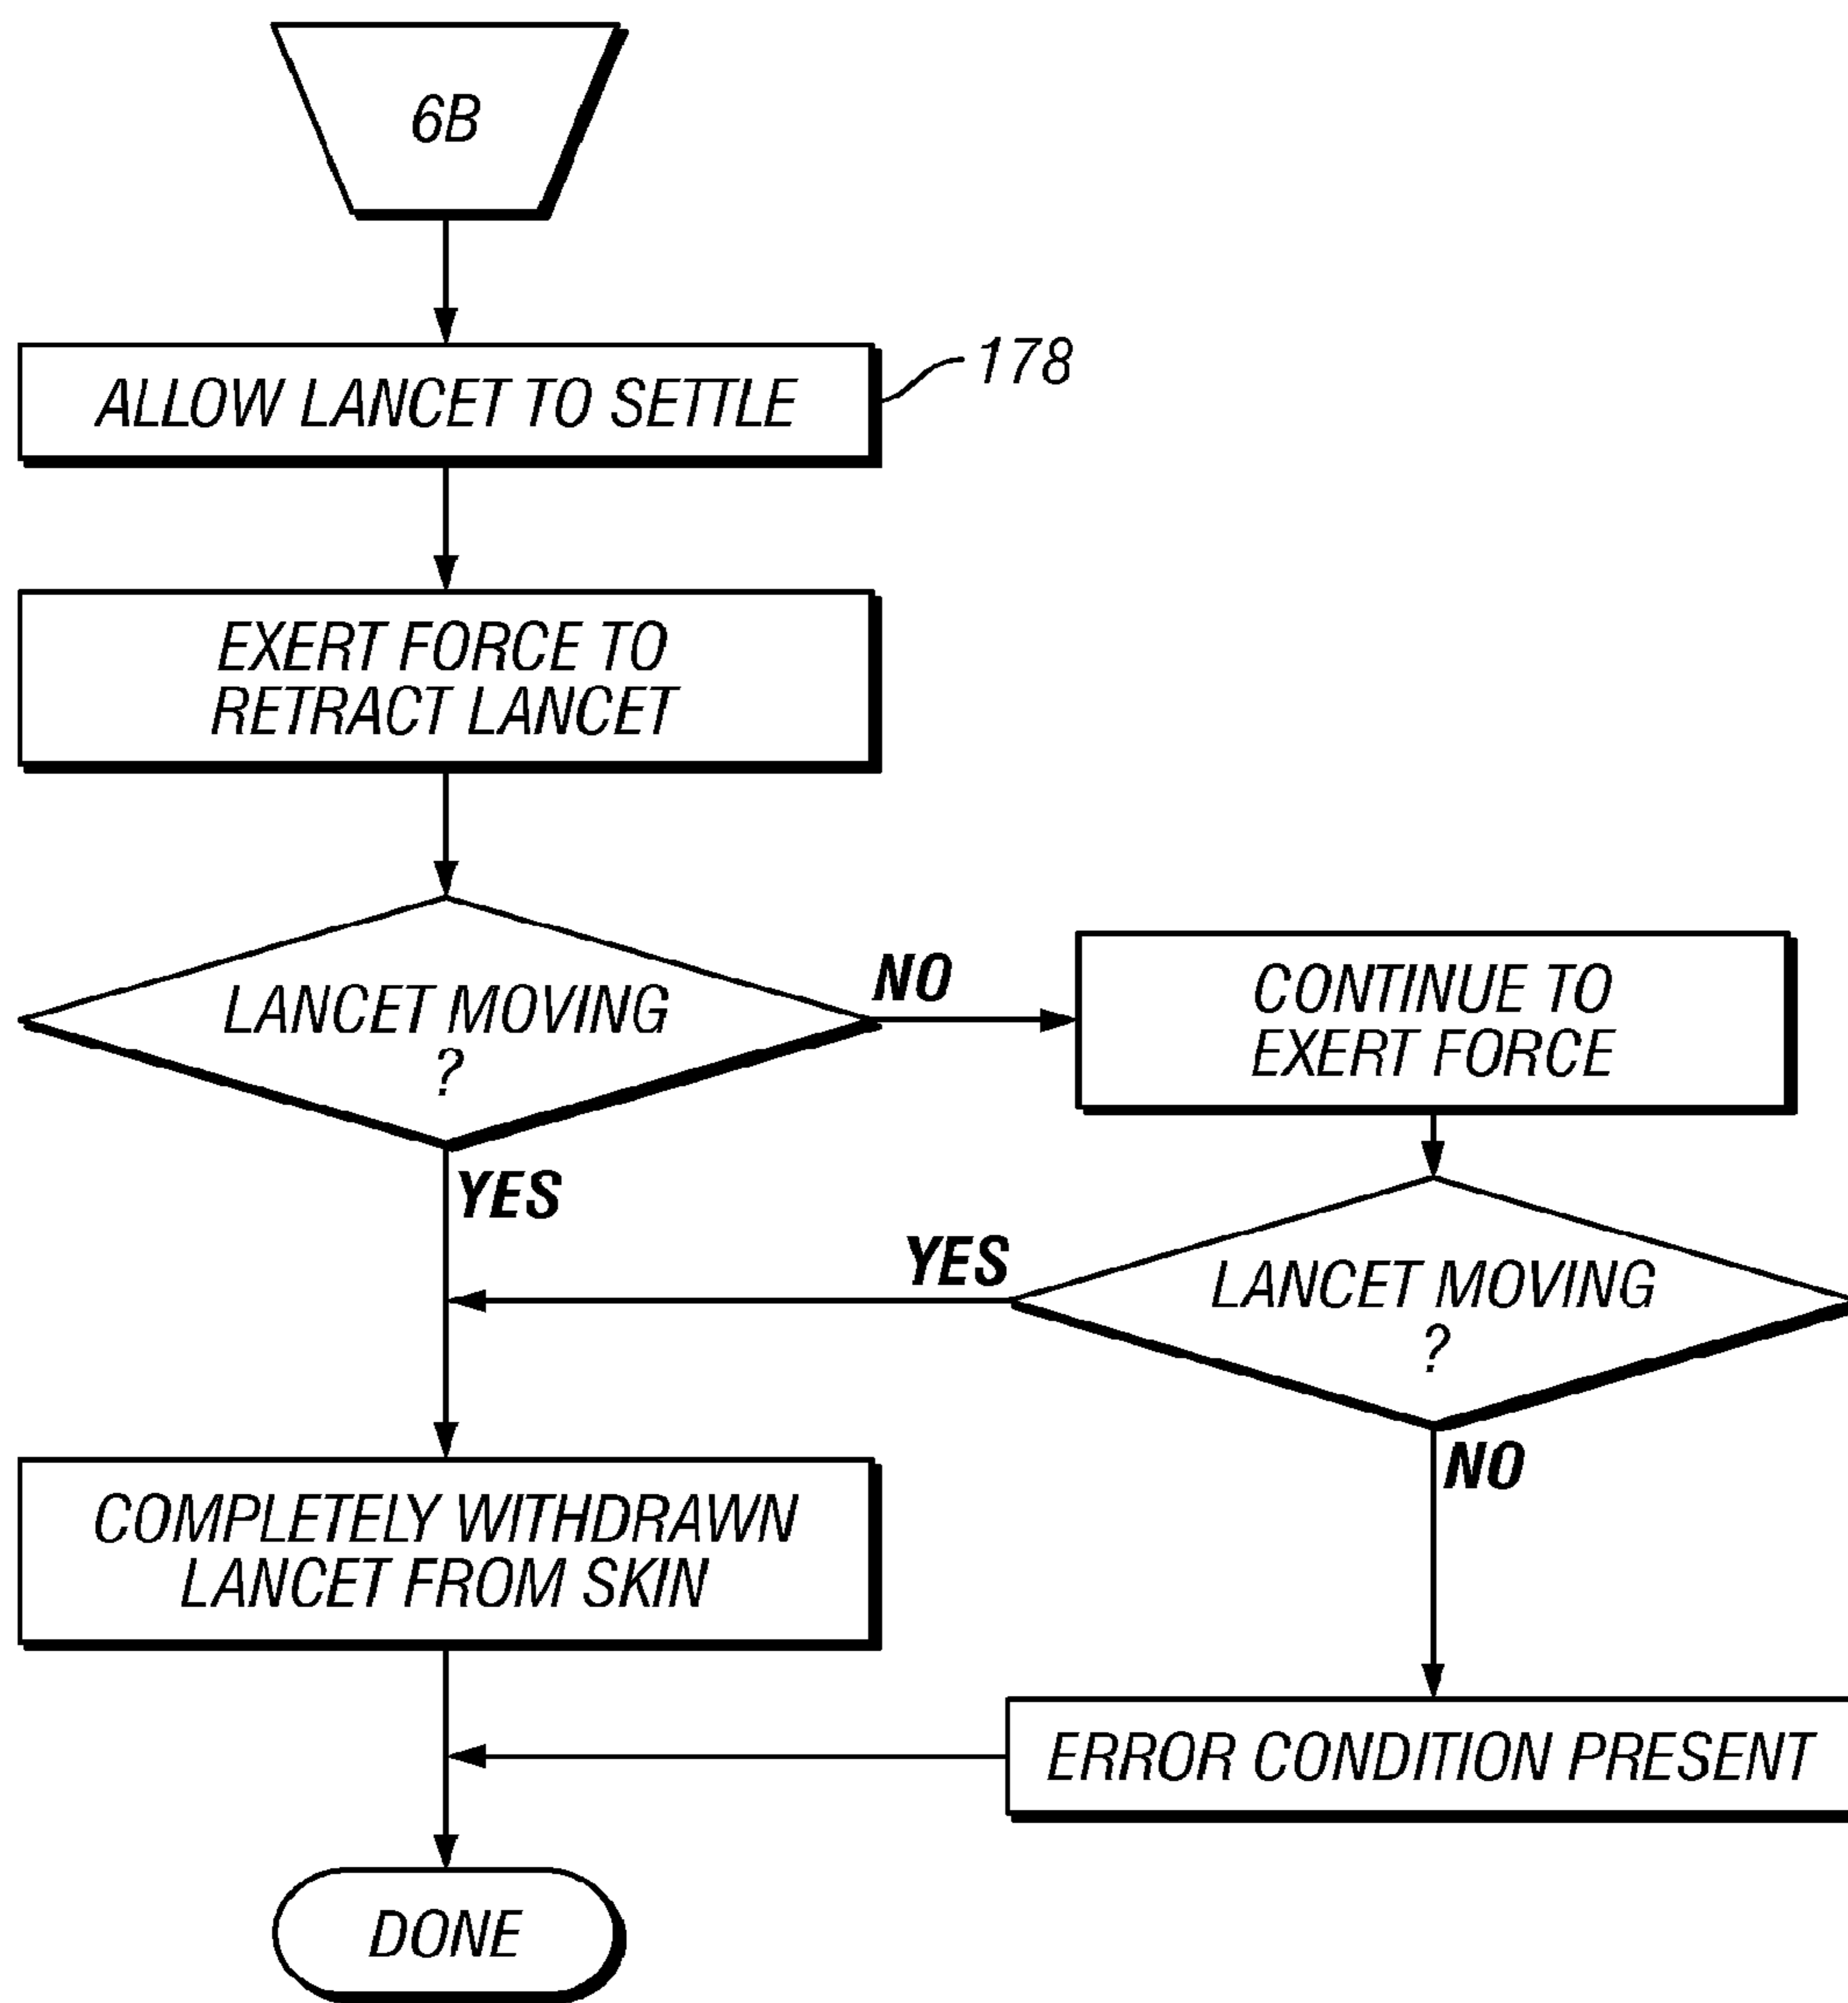 6B
ALLOW LANCET TO SETTLE
178
EXERT FORCE TO
RETRACT LANCET
LANCET MOVING
?
NO
CONTINUE TO
EXERT FORCE
YES
YES
LANCET MOVING
?
NO
COMPLETELY WITHDRAWN
LANCET FROM SKIN
ERROR CONDITION PRESENT
DONE